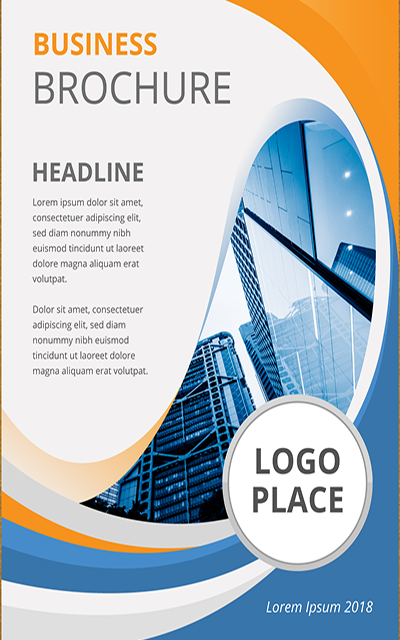 BUSINESS
BROCHURE
HEADLINE
Lorem ipsum dolor sit amet,
consectetuer adipiscing elit,
sed diam nonummy nibh
euismod tincidunt ut laoreet
dolore magna aliquam erat
volutpat.
Dolor sit amet, consectetuer
adipiscing elit, sed diam
nonummy nibh euismod
tincidunt ut laoreet dolore
magna aliquam erat volutpat.
LOGO
PLACE
Lorem Ipsum 2018